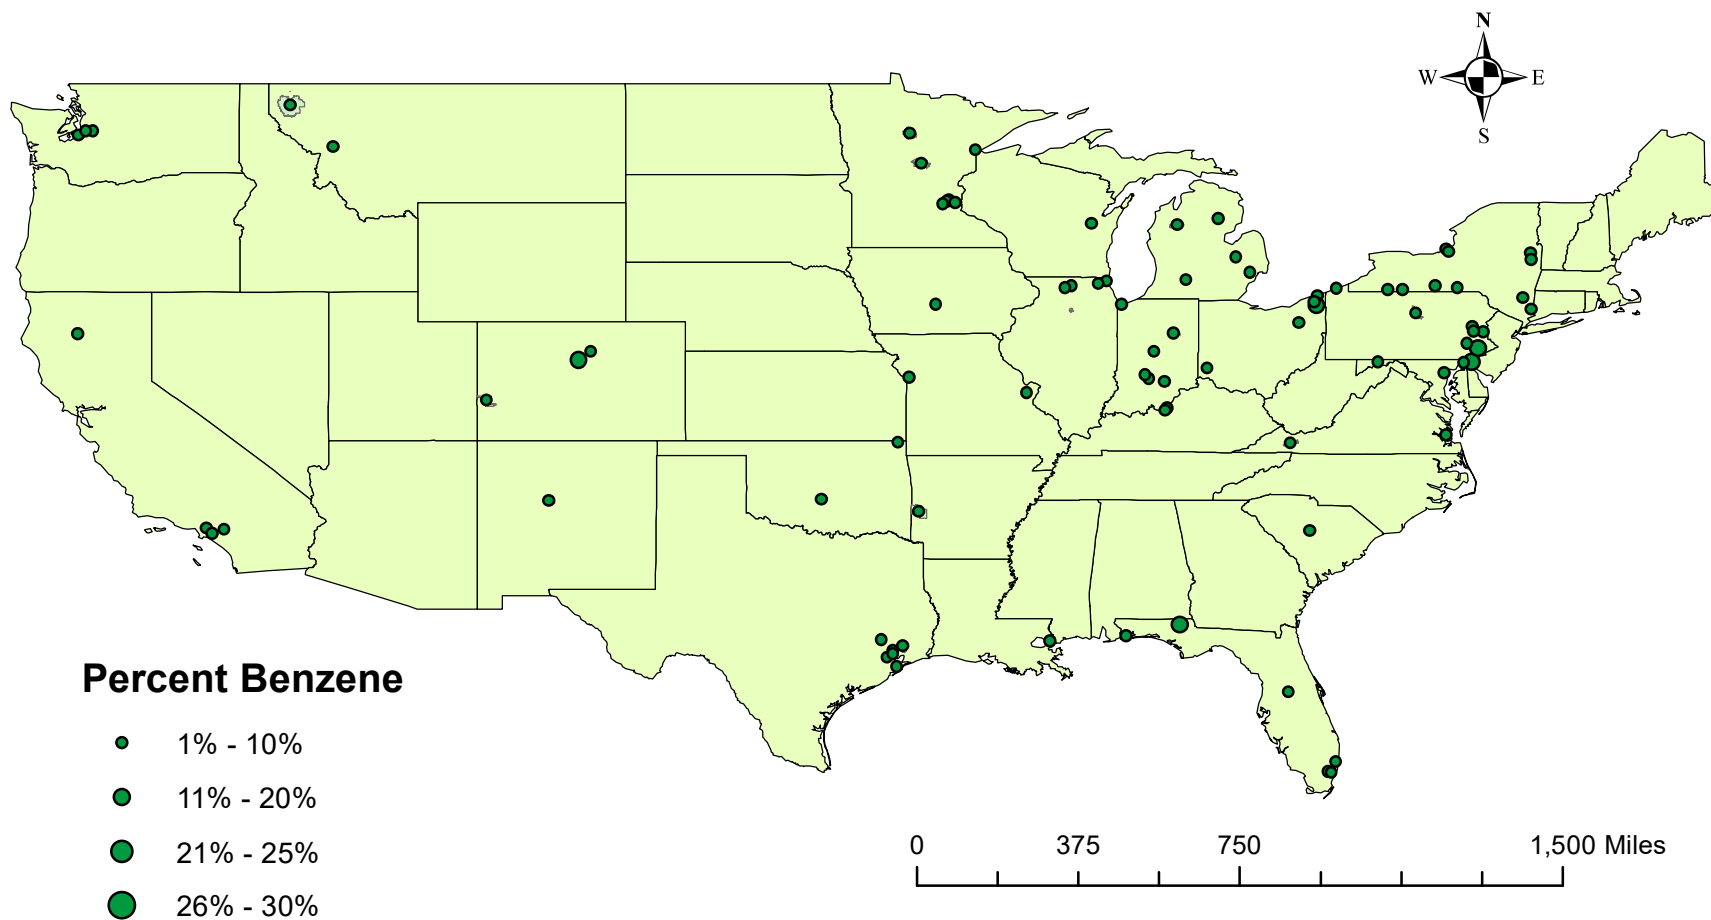 N
W E
S
Percent Benzene
1% - 10%
11% - 20%
21% - 25%
26% - 30%
0 375 750 1,500 Miles